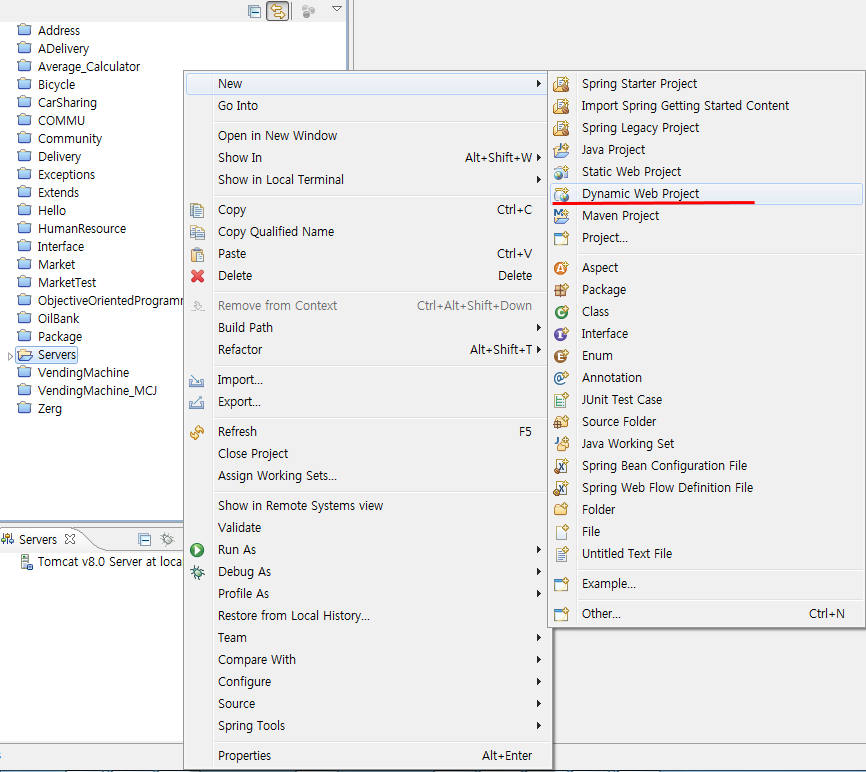 Address
ADelivery
Average_Calculator
Bicycle
CarSharing
COMMU
Community
Delivery
Exceptions
Extends
Hello
HumanResource
Interface
Market
MarketTest
ObjectiveOrientedProgramm
OilBank
Package
Servers
VendingMachine
VendingMachine_MCJ
Zerg
Servers
Tomcat v8.0 Server at loca
New
Go Into
Open in New Window
Show In Alt+Shift+W
Show in Local Terminal
Copy Ctrl+C
Copy Qualified Name
Paste Ctrl+V
Delete Delete
Remove from Context Ctrl+Alt+Shift+Down
Build Path
Refactor Alt+Shift+T
Import...
Export...
Refresh F5
Close Project
Assign Working Sets...
Show in Remote Systems view
Validate
Run As
Debug As
Profile As
Restore from Local History...
Team
Compare With
Configure
Source
Spring Tools
Properties Alt+Enter
Spring Starter Project
Import Spring Getting Started Content
Spring Legacy Project
Java Project
Static Web Project
Dynamic Web Project
Maven Project
Project...
Aspect
Package
Class
Interface
Enum
Annotation
JUnit Test Case
Source Folder
Java Working Set
Spring Bean Configuration File
Spring Web Flow Definition File
Folder
File
Untitled Text File
Example...
Other... Ctrl+N